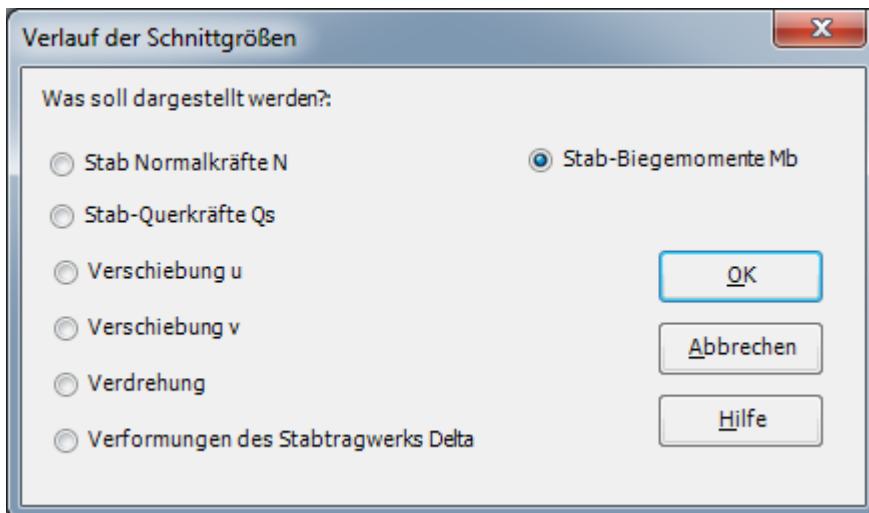 Verlauf der Schnittgrößen
Was soll dargestellt werden?:
Stab Normalkräfte N
Stab-Biegemomente Mb
Stab-Querkräfte Qs
Verschiebung u
OK
Verschiebung v
Abbrechen
Verdrehung
Hilfe
Verformungen des Stabtragwerks Delta